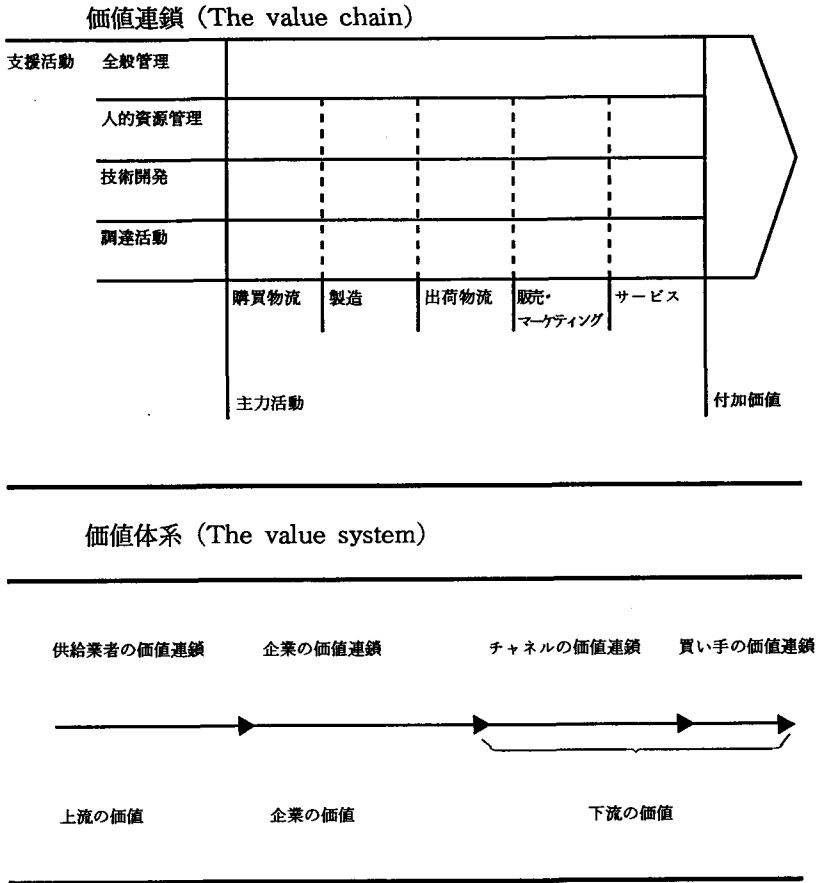 価値連鎖（The value chain）
支援活動 全般管理
人的資源管理
技術開発
調達活動
購買物流 製造 出荷物流 販売・ サービス
マーケティング
主力活動 付加価値
価値体系（The value system）
供給業者の価値連鎖 企業の価値連鎖 チャネルの価値連鎖 買い手の価値連鎖
上流の価値 企業の価値 下流の価値